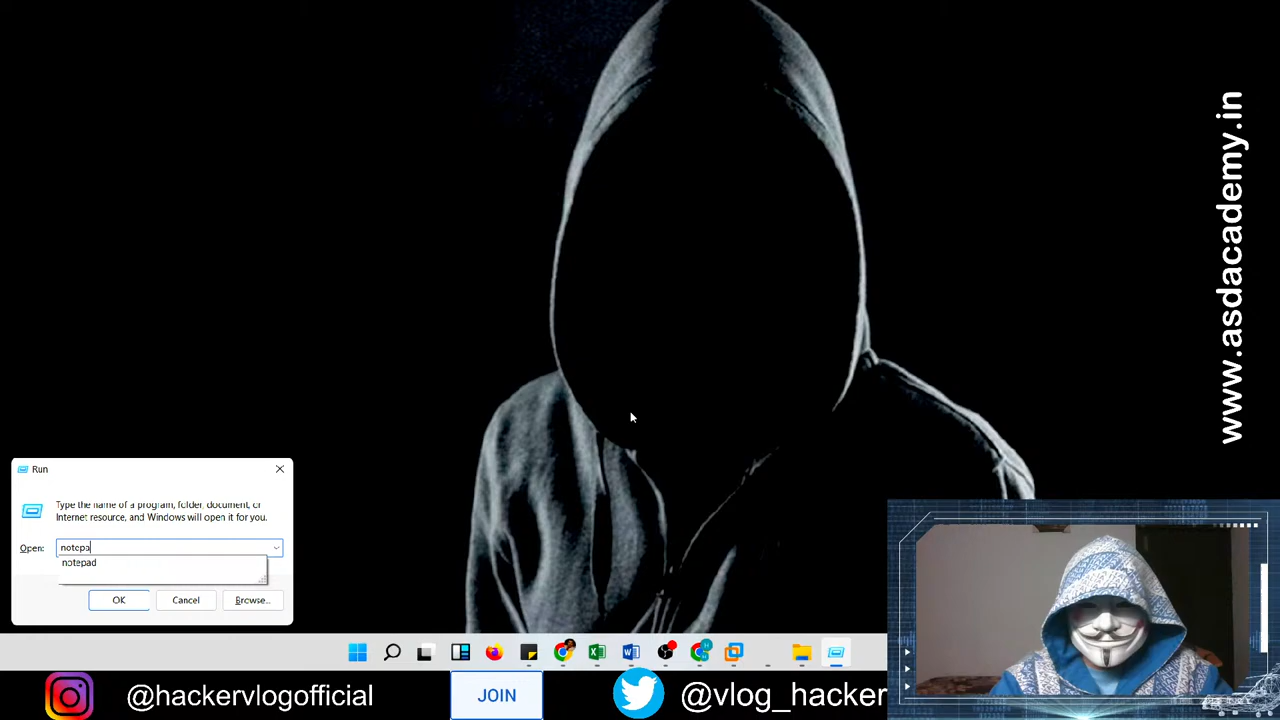 www.asdacademy.in
Run
Type the name of a program, folder, document, or
Internet resource, and Windows will open it for you.
Open:
notepa
notepad
OK
Cancel
Browse...
@hackervlogofficial
JOIN
@vlog_hacker